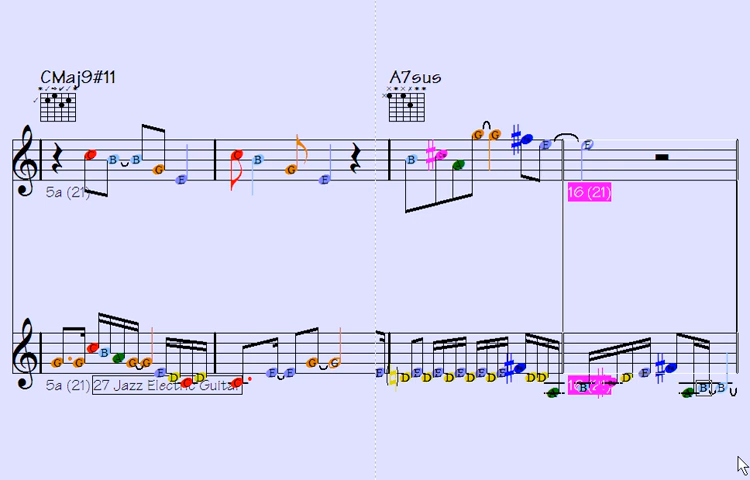 CMaj9#11 A7sus
B B G E B G E B A G G E E
5a (21) 16 (21)
G G B A G G E D D E E G G E D E D E D E D E D D A B D E A B B
5a (21) 27 Jazz Electric Guitar